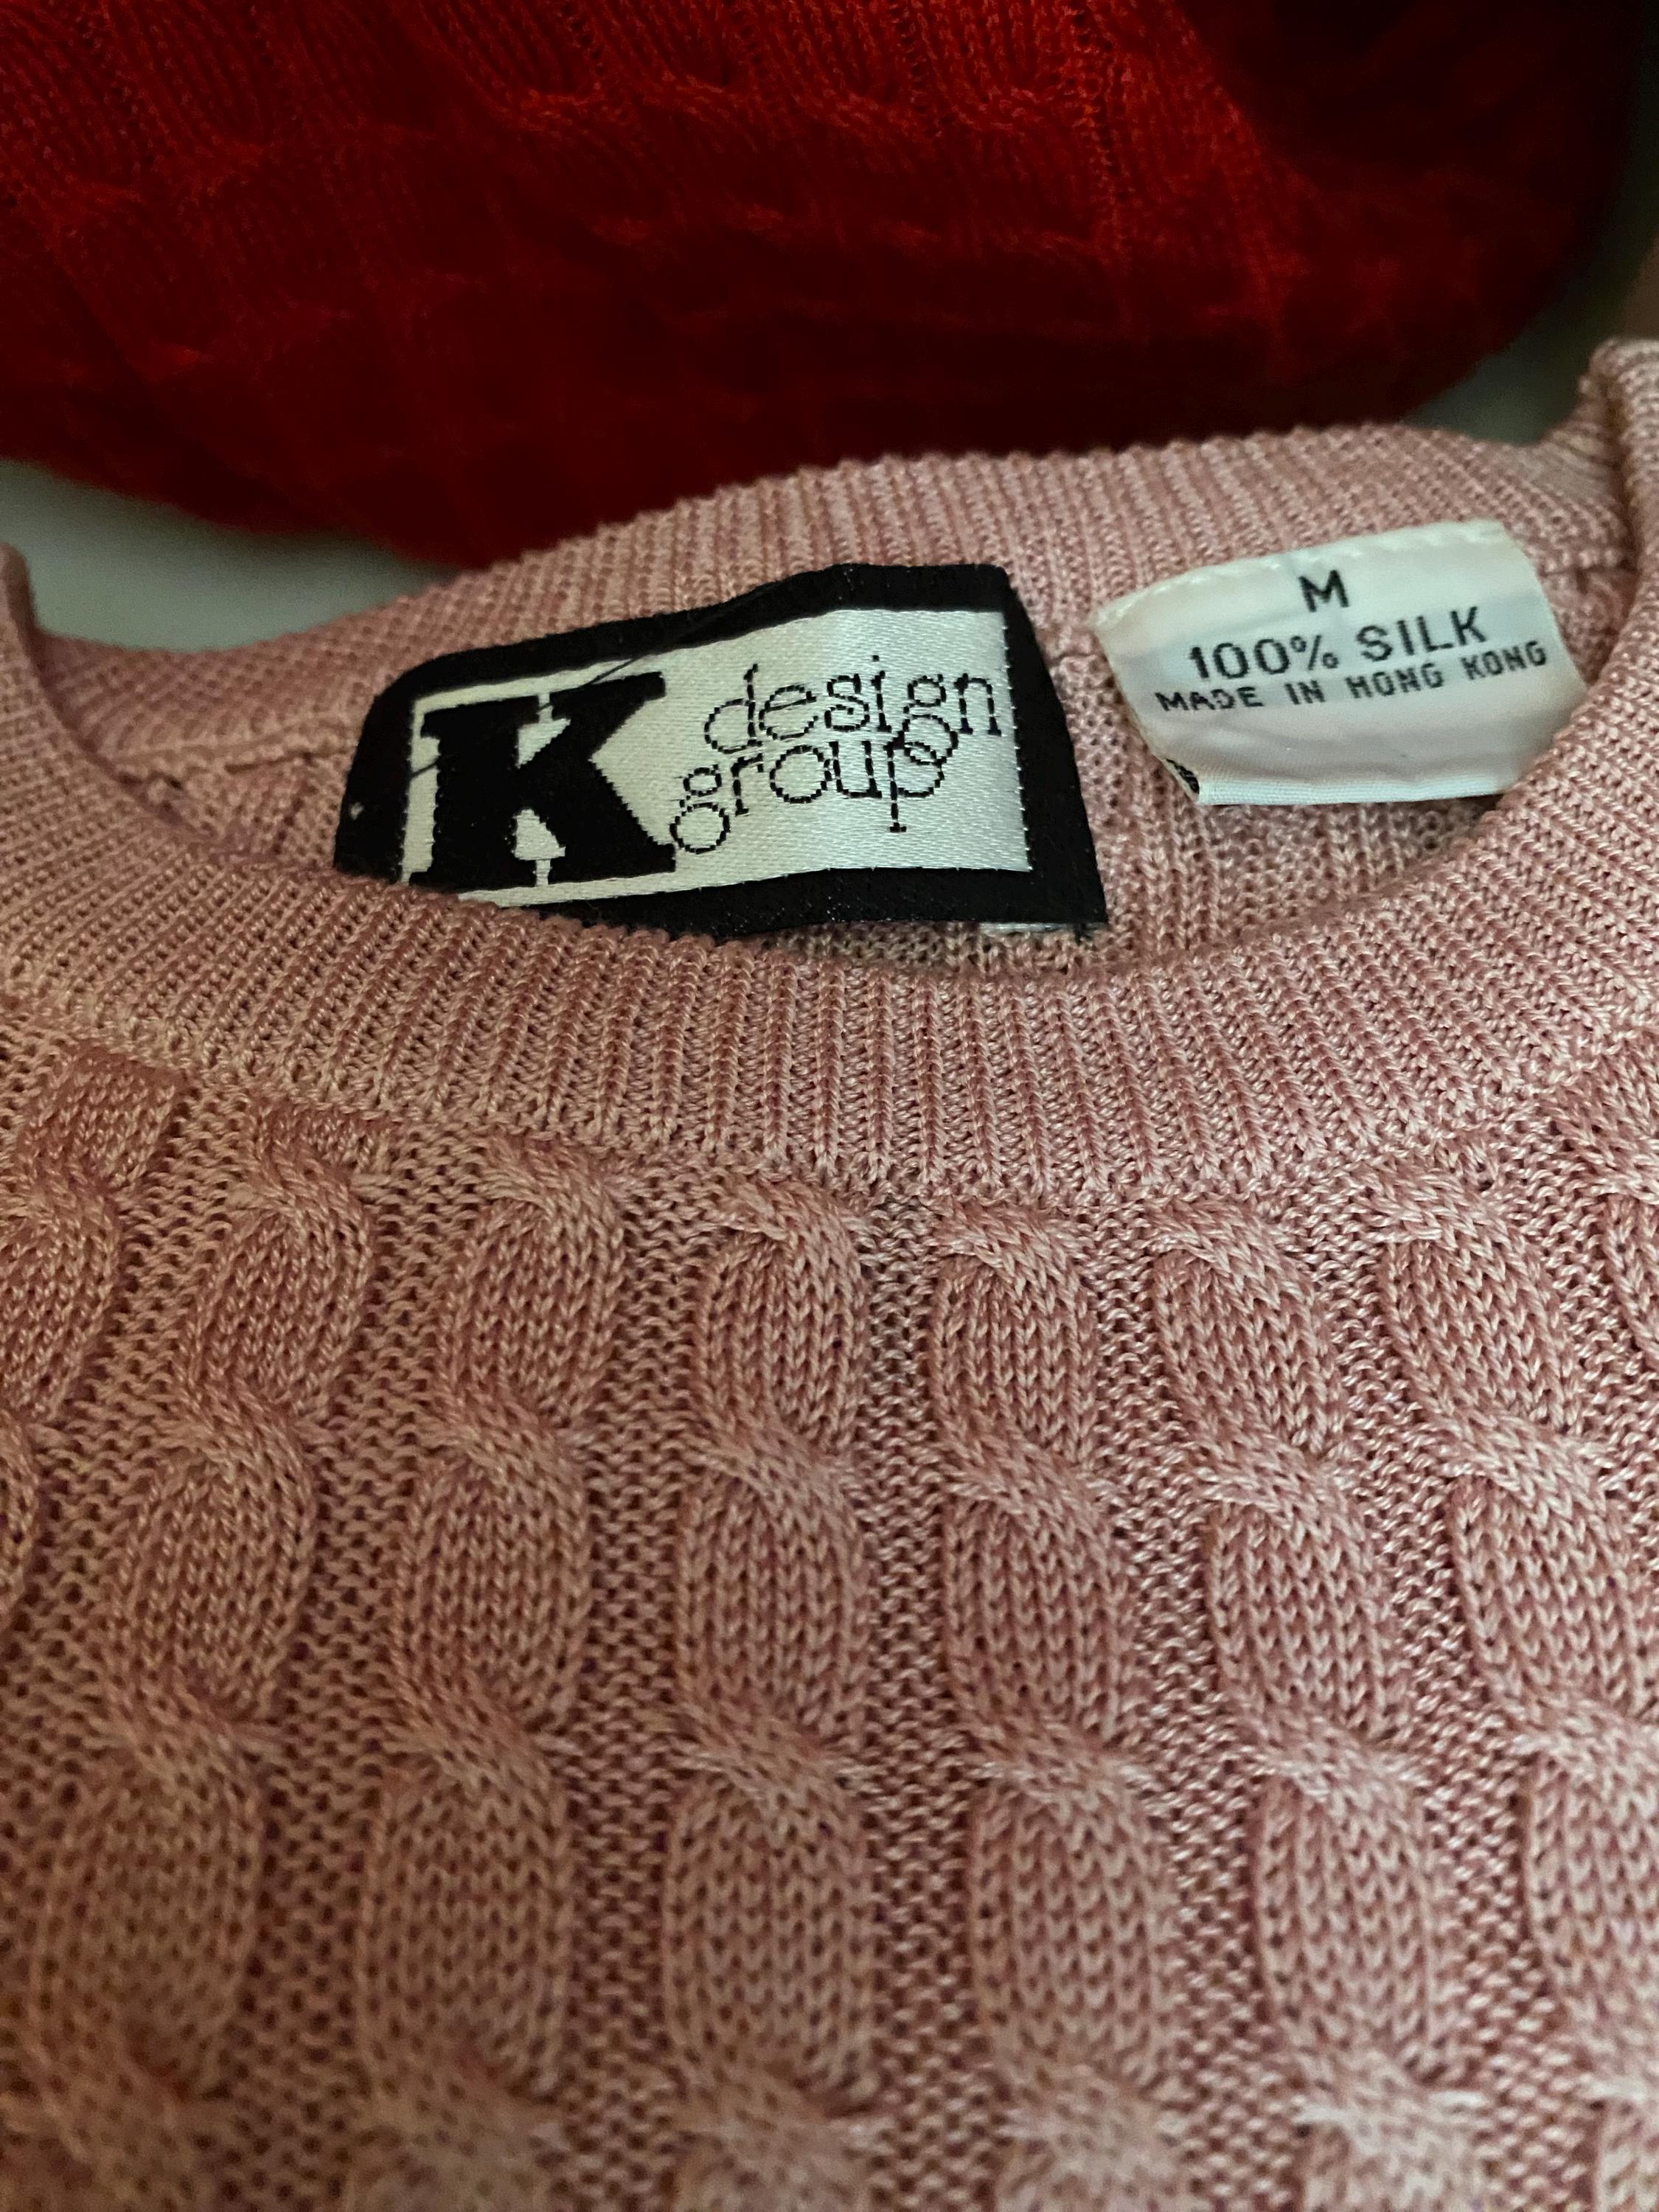 K design
group
M
100% SILK
MADE IN HONG KONG